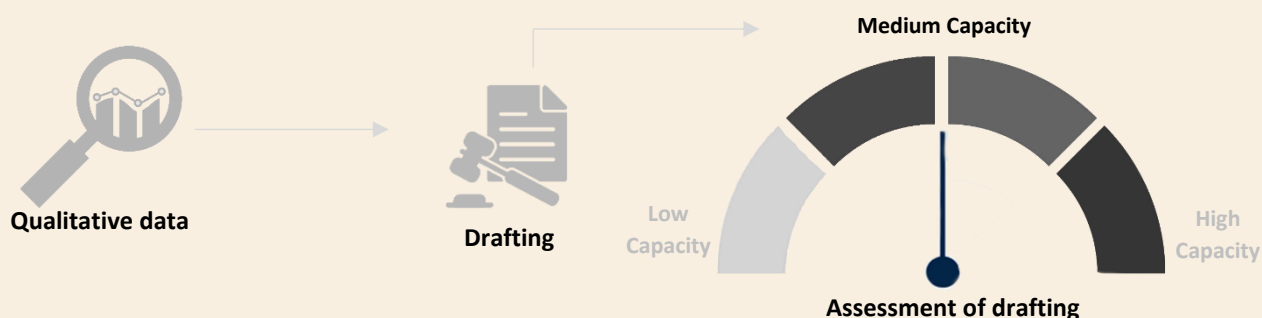 Medium Capacity
Qualitative data
Drafting
Low
Capacity
High
Capacity
Assessment of drafting